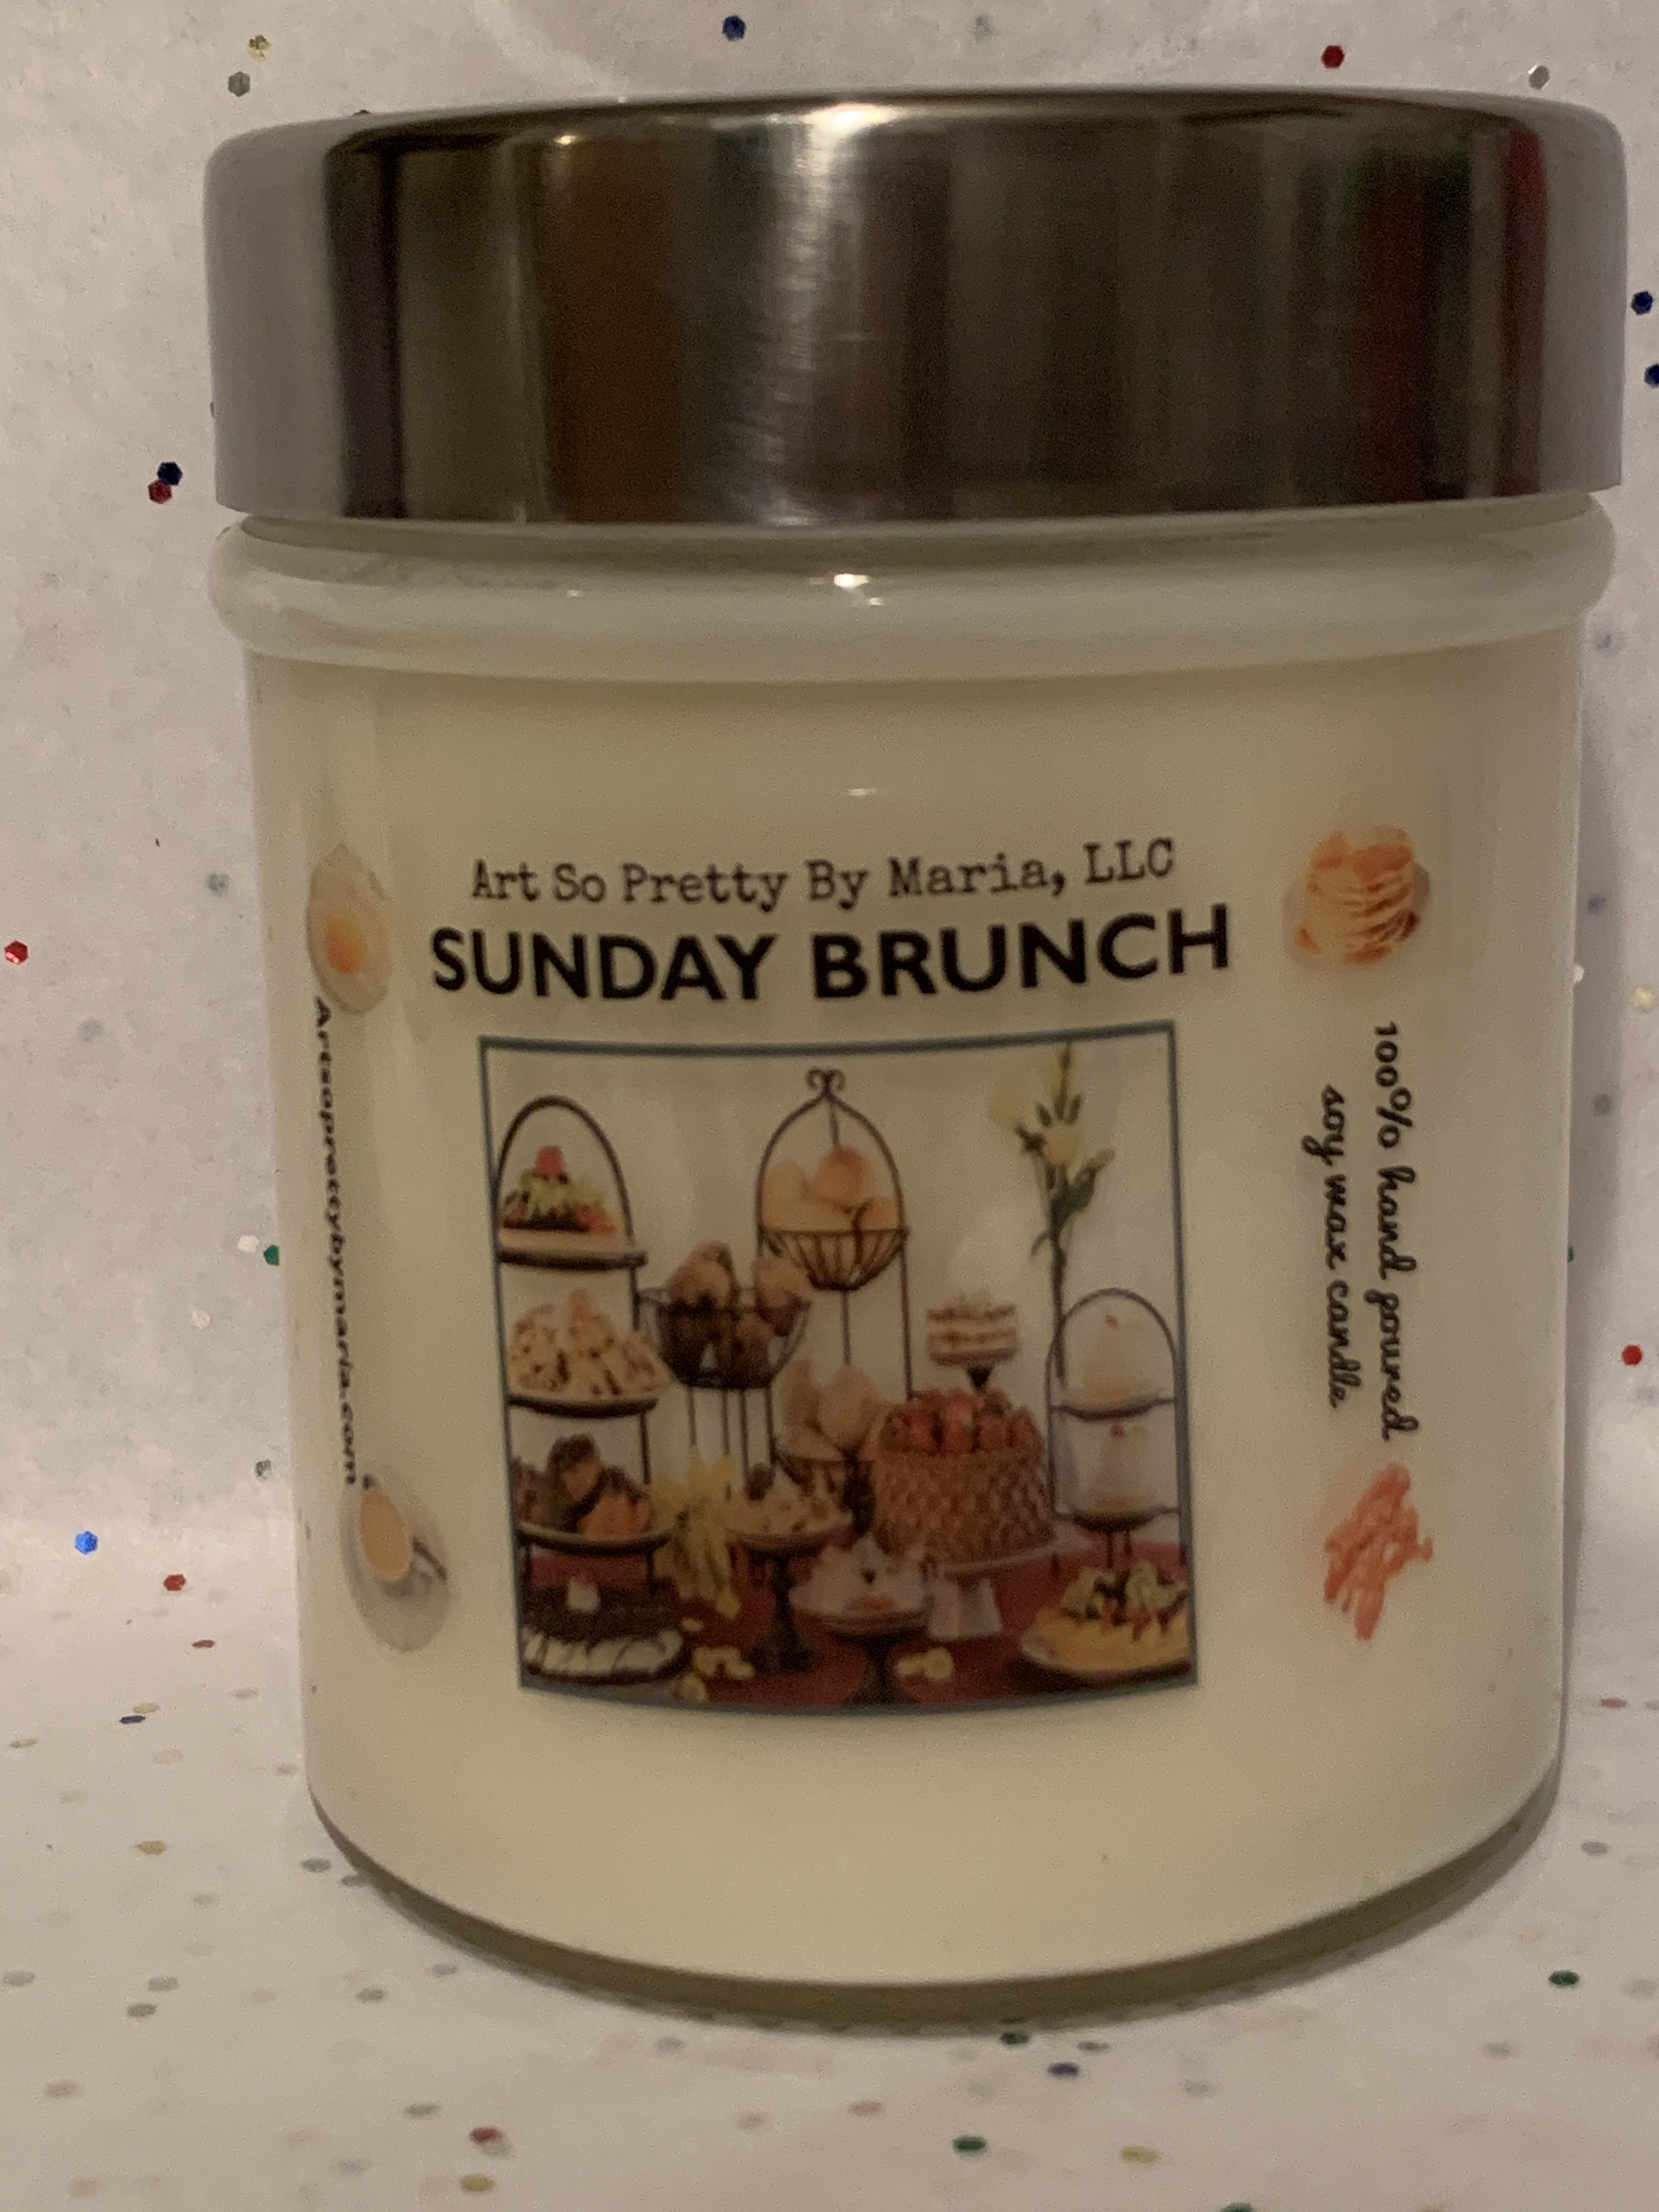 Art So Pretty By Maria, LLC
SUNDAY BRUNCH
Artsoprettybymaria.com
100% hand poured
soy wax candle